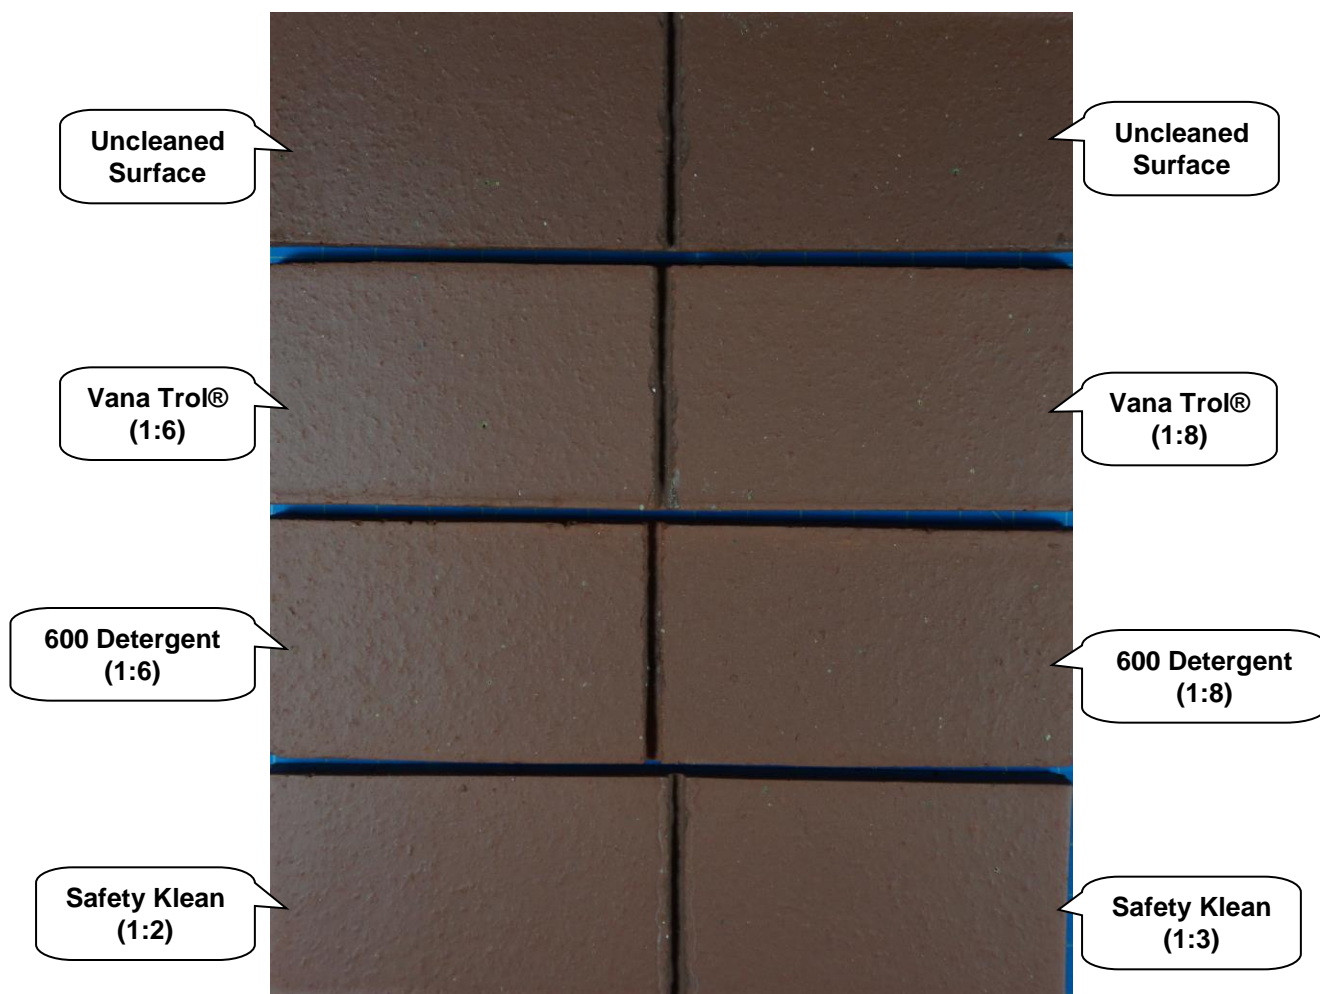 Uncleaned
Surface
Uncleaned
Surface
Vana Trol®
(1:6)
Vana Trol®
(1:8)
600 Detergent
(1:6)
600 Detergent
(1:8)
Safety Klean
(1:2)
Safety Klean
(1:3)